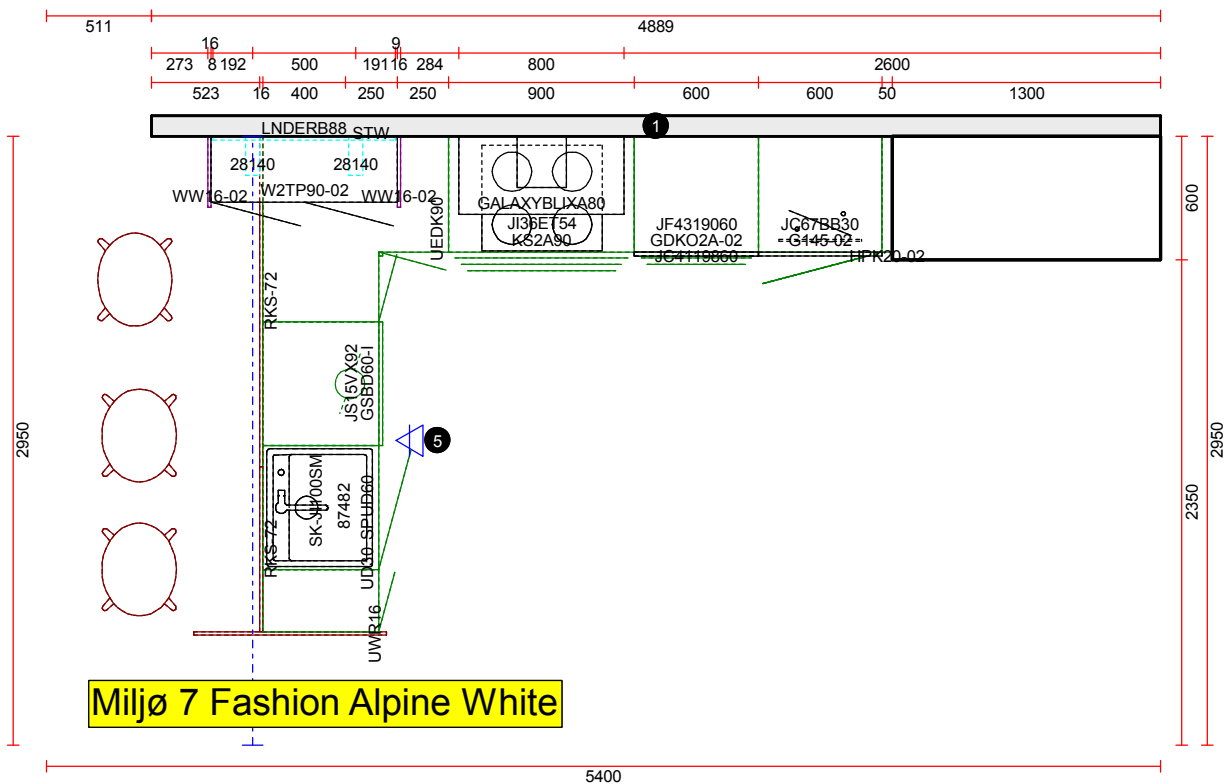 511
4889
16
9
273
8
192
500
191
16
284
800
2600
523
16
400
250
250
900
600
600
50
1300
LNDERB88
STW
1
28140
28140
WW16-02
W2TP90-02
WW16-02
UEDK90
GALAXYBLIXA80
JI36ET54
KS2A90
JF4319060
GDKO2A-02
JC4119860
JC67BB30
G145-02
HPK20-02
600
RKS-72
JS15VX92
GSBD60-I
5
2950
2950
2350
SK-JU100SM
87482
SPUD60
RKS-72
UD30
UWR16
Miljø 7 Fashion Alpine White
5400